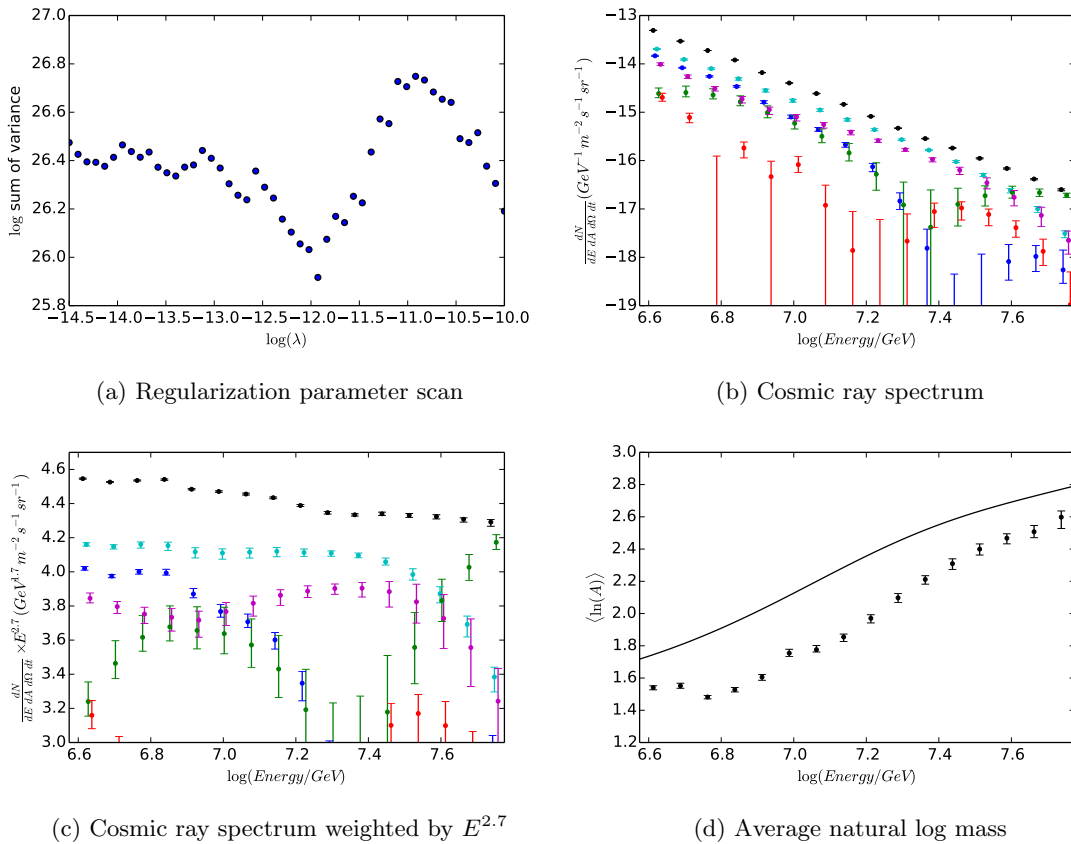 27.0
26.8
26.6
26.4
26.2
26.0
25.8
log sum of variance
−14.5 −14.0 −13.5 −13.0 −12.5 −12.0 −11.5 −11.0 −10.5 −10.0
log(λ)
(a) Regularization parameter scan
−13
−14
−15
−16
−17
−18
−19
dN/dE dA dΩ dt (GeV⁻¹ m⁻² s⁻¹ sr⁻¹)
6.6 6.8 7.0 7.2 7.4 7.6
log(Energy/GeV)
(b) Cosmic ray spectrum
4.6
4.4
4.2
4.0
3.8
3.6
3.4
3.2
3.0
dN/dE dA dΩ dt ×E^2.7 (GeV^1.7 m⁻² s⁻¹ sr⁻¹)
6.6 6.8 7.0 7.2 7.4 7.6
log(Energy/GeV)
(c) Cosmic ray spectrum weighted by E^2.7
3.0
2.8
2.6
2.4
2.2
2.0
1.8
1.6
1.4
1.2
⟨ln(A)⟩
6.6 6.8 7.0 7.2 7.4 7.6
log(Energy/GeV)
(d) Average natural log mass